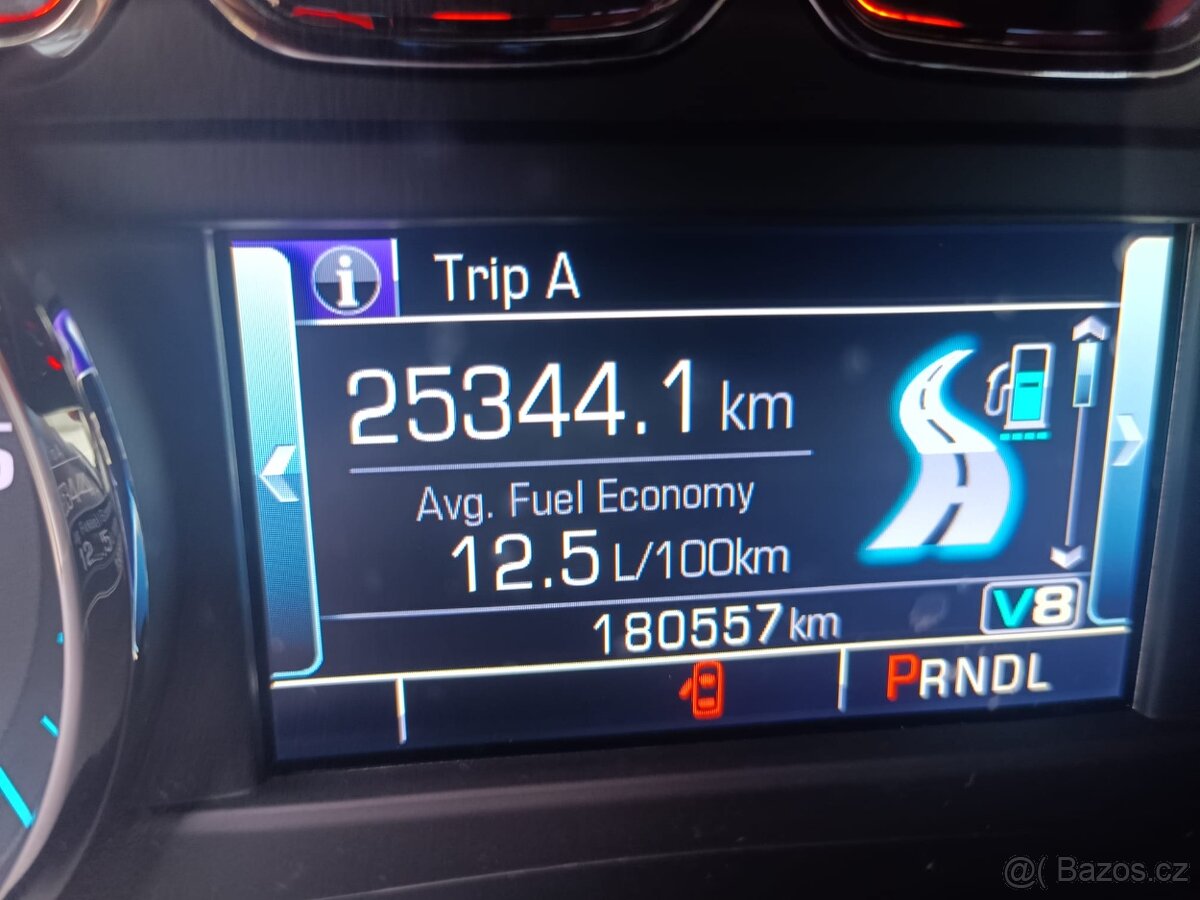 Trip A
25344.1 km
Avg. Fuel Economy
12.5 L/100km
180557 km
V8
PRNDL
@( Bazos.cz